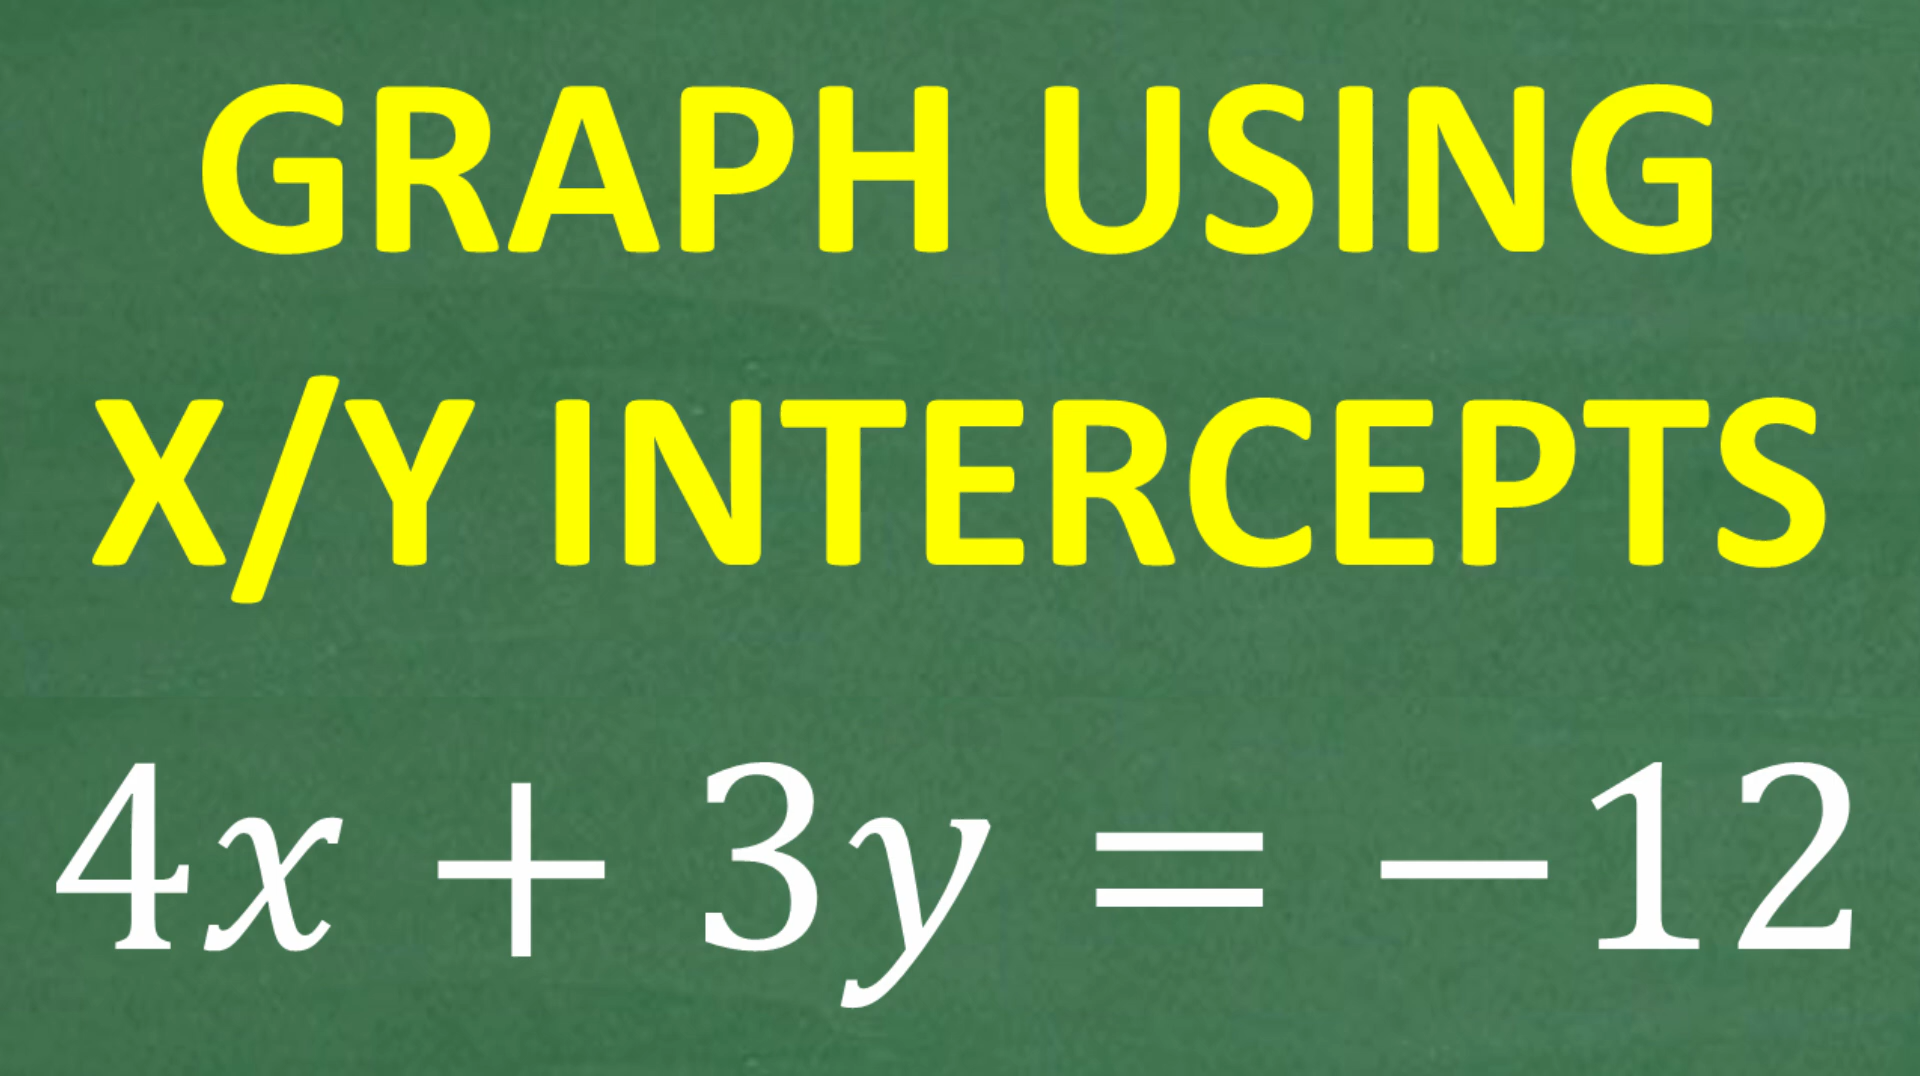 GRAPH USING
X/Y INTERCEPTS
4x + 3y = −12